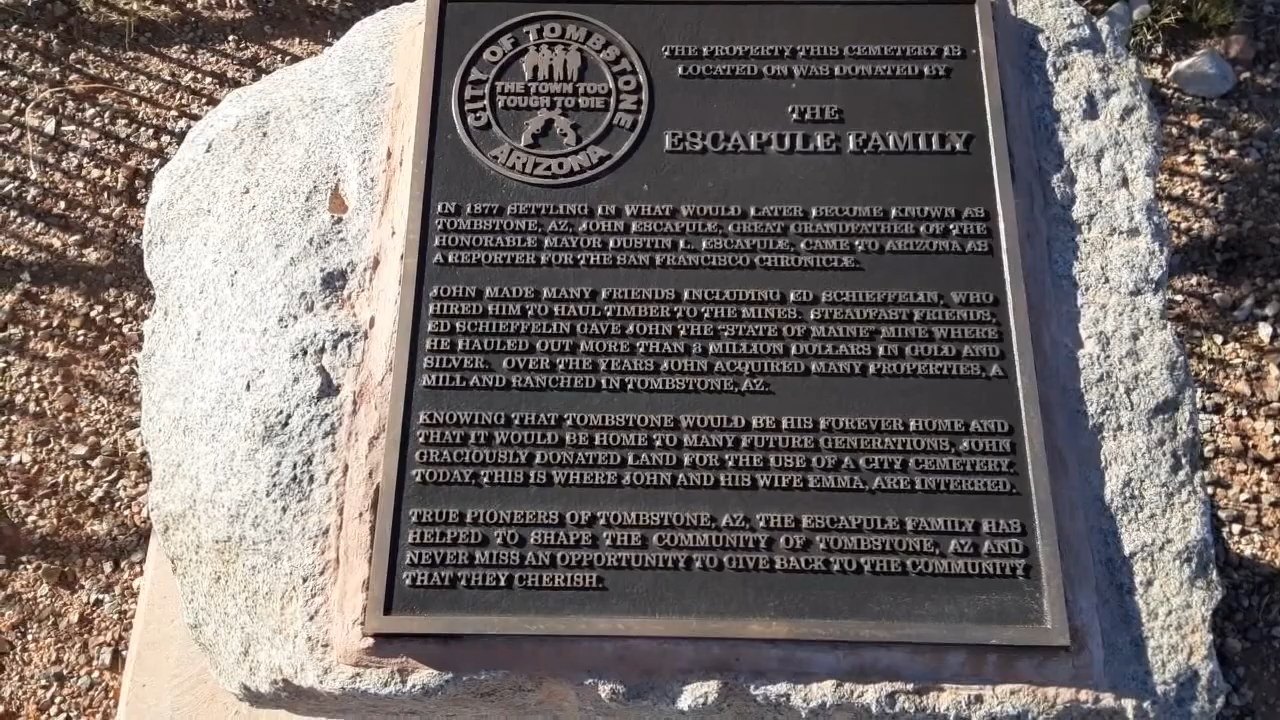 CITY OF TOMBSTONE
THE TOWN TOO
TOUGH TO DIE
ARIZONA
THE PROPERTY THIS CEMETERY IS
LOCATED ON WAS DONATED BY
THE
ESCAPULE FAMILY
IN 1877 SETTLING IN WHAT WOULD LATER BECOME KNOWN AS
TOMBSTONE, AZ, JOHN ESCAPULE, GREAT GRANDFATHER OF THE
HONORABLE MAYOR DUSTIN L. ESCAPULE, CAME TO ARIZONA AS
A REPORTER FOR THE SAN FRANCISCO CHRONICLE.
JOHN MADE MANY FRIENDS INCLUDING ED SCHIEFFELIN, WHO
HIRED HIM TO HAUL TIMBER TO THE MINES. STEADFAST FRIENDS,
ED SCHIEFFELIN GAVE JOHN THE "STATE OF MAINE" MINE WHERE
HE HAULED OUT MORE THAN 8 MILLION DOLLARS IN GOLD AND
SILVER. OVER THE YEARS JOHN ACQUIRED MANY PROPERTIES, A
MILL AND RANCHED IN TOMBSTONE, AZ.
KNOWING THAT TOMBSTONE WOULD BE HIS FOREVER HOME AND
THAT IT WOULD BE HOME TO MANY FUTURE GENERATIONS, JOHN
GRACIOUSLY DONATED LAND FOR THE USE OF A CITY CEMETERY.
TODAY, THIS IS WHERE JOHN AND HIS WIFE EMMA, ARE INTERRED.
TRUE PIONEERS OF TOMBSTONE, AZ, THE ESCAPULE FAMILY HAS
HELPED TO SHAPE THE COMMUNITY OF TOMBSTONE, AZ AND
NEVER MISS AN OPPORTUNITY TO GIVE BACK TO THE COMMUNITY
THAT THEY CHERISH.